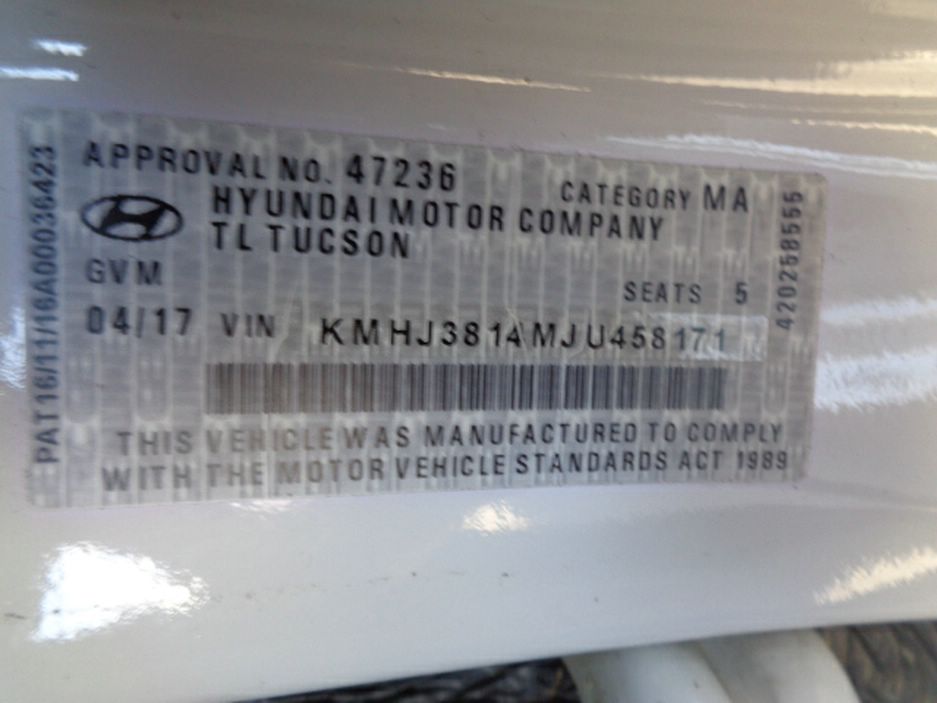 APPROVAL NO. 47236 CATEGORY MA
HYUNDAI MOTOR COMPANY
TL TUCSON
GVM
SEATS 5
04/17 VIN KMHJ3814MJU458171
THIS VEHICLE WAS MANUFACTURED TO COMPLY
WITH THE MOTOR VEHICLE STANDARDS ACT 1989
PAT16/11/16A00036423
420258555